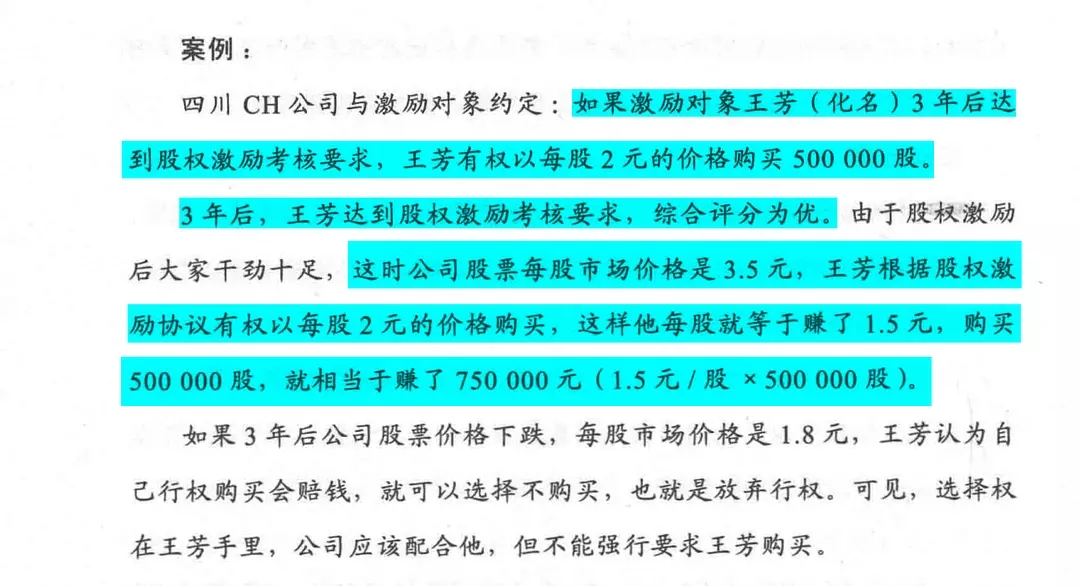 案例：
四川 CH 公司与激励对象约定：如果激励对象王芳（化名）3 年后达
到股权激励考核要求，王芳有权以每股 2 元的价格购买 500 000 股。
3 年后，王芳达到股权激励考核要求，综合评分为优。由于股权激励
后大家干劲十足，这时公司股票每股市场价格是 3.5 元，王芳根据股权激
励协议有权以每股 2 元的价格购买，这样他每股就等于赚了 1.5 元，购买
500 000 股，就相当于赚了 750 000 元（1.5 元 / 股 × 500 000 股）。
如果 3 年后公司股票价格下跌，每股市场价格是 1.8 元，王芳认为自
己行权购买会赔钱，就可以选择不购买，也就是放弃行权。可见，选择权
在王芳手里，公司应该配合他，但不能强行要求王芳购买。